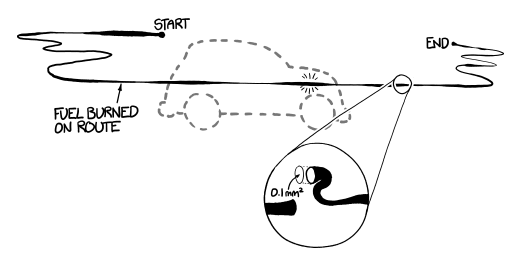 START
END
FUEL BURNED
ON ROUTE
0.1mm²